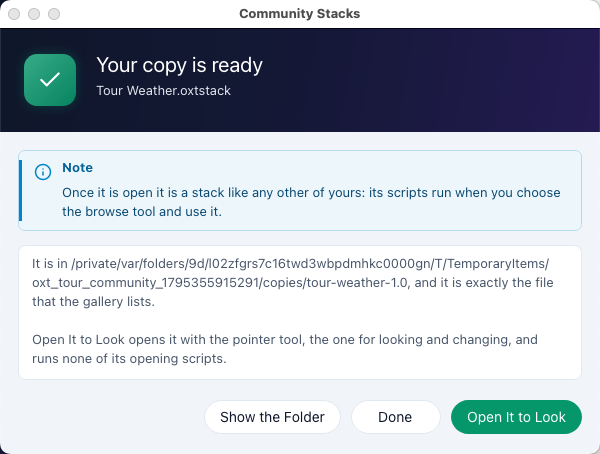 Community Stacks
Your copy is ready
Tour Weather.oxtstack
Note
Once it is open it is a stack like any other of yours: its scripts run when you choose
the browse tool and use it.
It is in /private/var/folders/9d/l02zfgrs7c16twd3wbpdmhkc0000gn/T/TemporaryItems/
oxt_tour_community_1795355915291/copies/tour-weather-1.0, and it is exactly the file
that the gallery lists.
Open It to Look opens it with the pointer tool, the one for looking and changing, and
runs none of its opening scripts.
Show the Folder
Done
Open It to Look